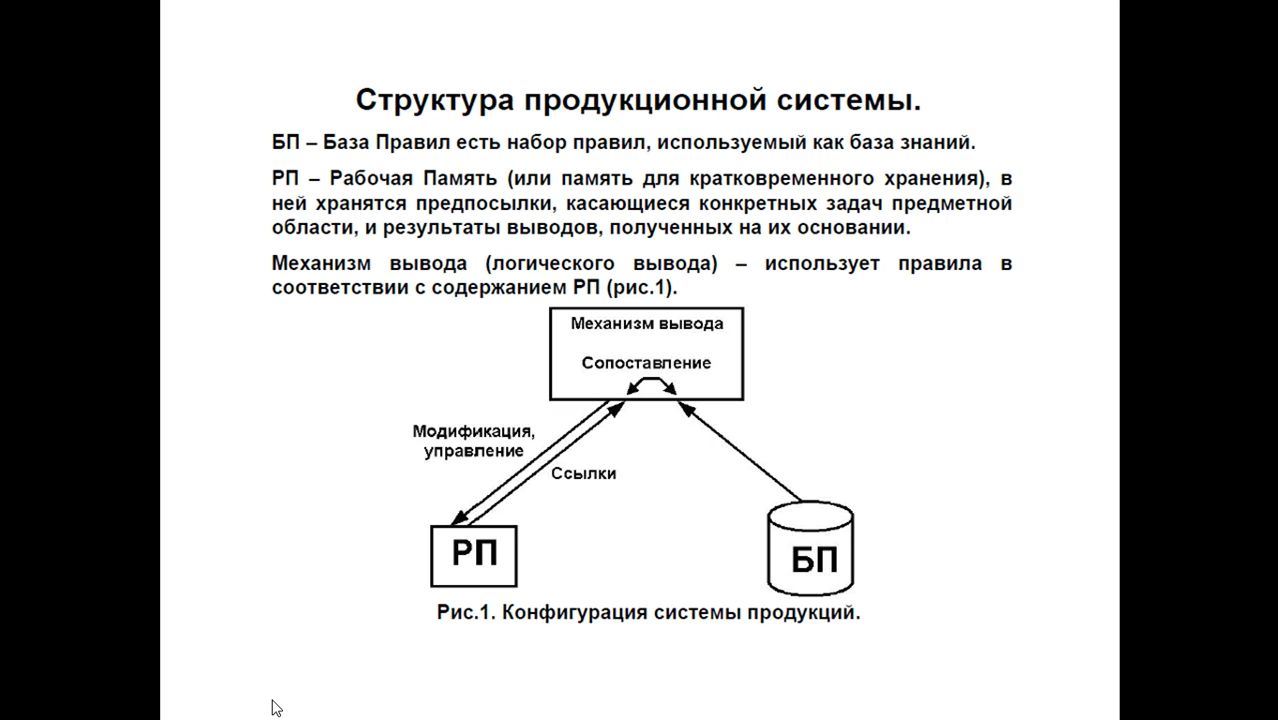 Структура продукционной системы.
БП – База Правил есть набор правил, используемый как база знаний.
РП – Рабочая Память (или память для кратковременного хранения), в
ней хранятся предпосылки, касающиеся конкретных задач предметной
области, и результаты выводов, полученных на их основании.
Механизм вывода (логического вывода) – использует правила в
соответствии с содержанием РП (рис.1).
Механизм вывода
Сопоставление
Модификация,
управление
Ссылки
РП
БП
Рис.1. Конфигурация системы продукций.